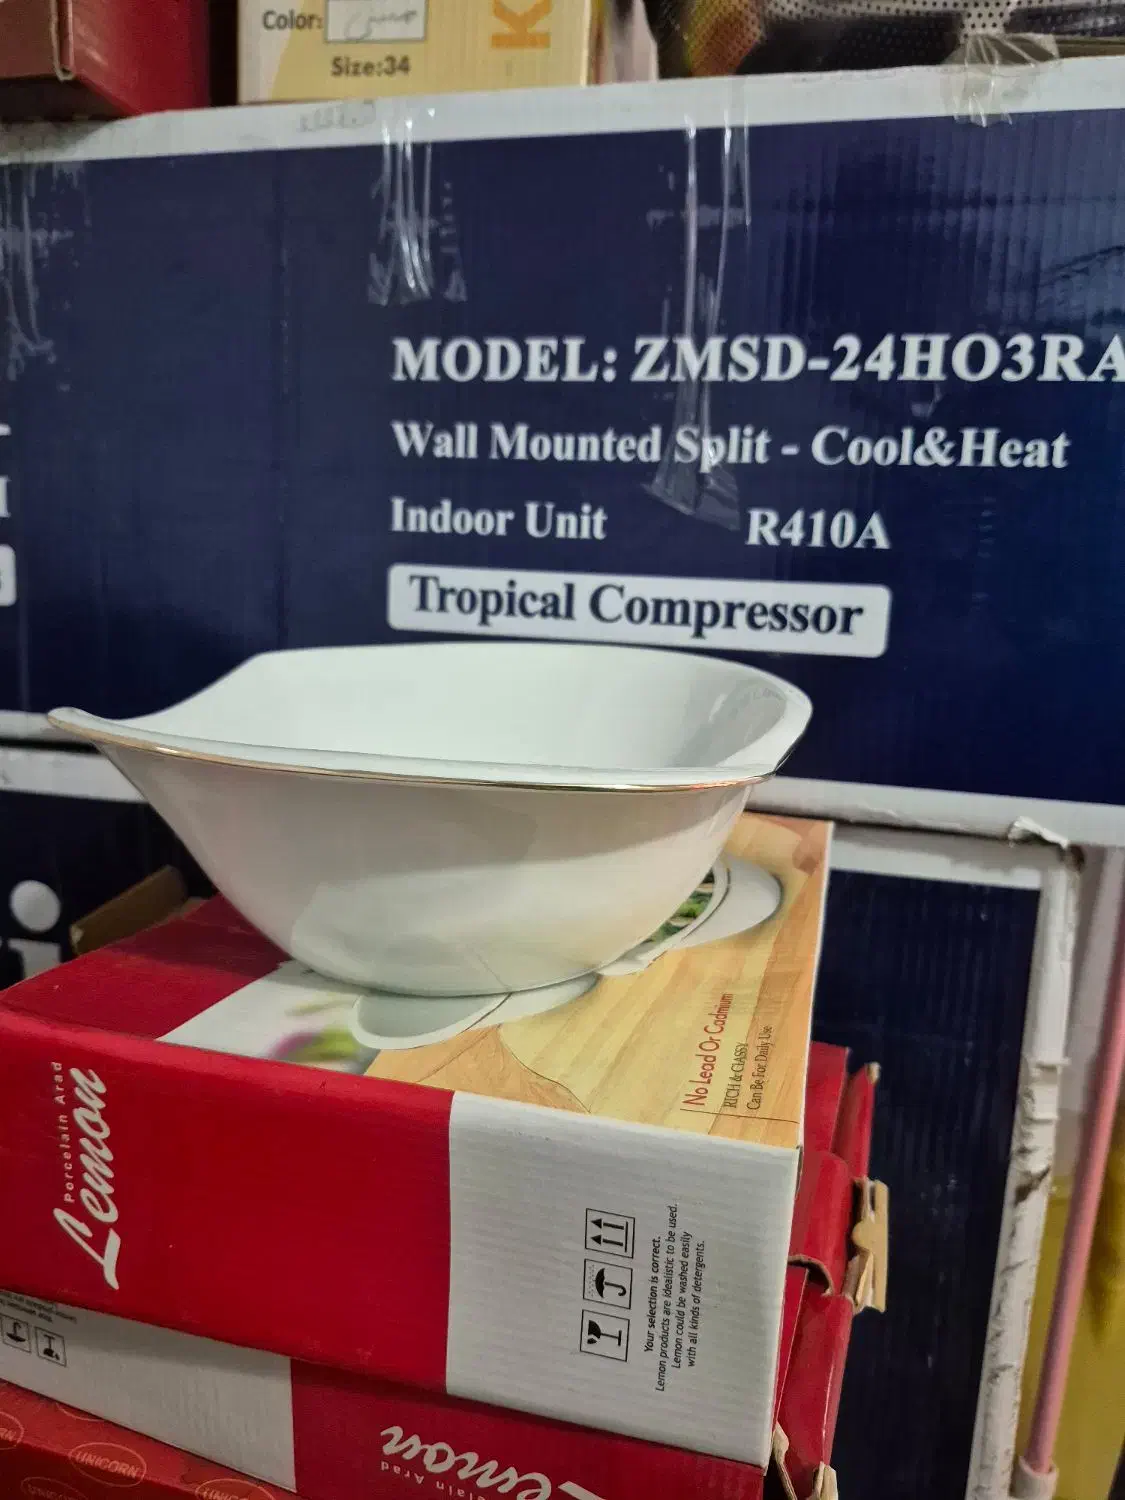 Color:
Size:34
K
MODEL: ZMSD-24HO3RA
Wall Mounted Split - Cool&Heat
Indoor Unit R410A
Tropical Compressor
No Lead Or Cadmium
RICH & CLASSY
Can Be For Daily Use
Porcelain Arad
Lemon
Your selection is correct.
Lemon products are idealistic to be used.
Lemon could be washed easily
with all kinds of detergents.
Lemon
Arad
UNICORN